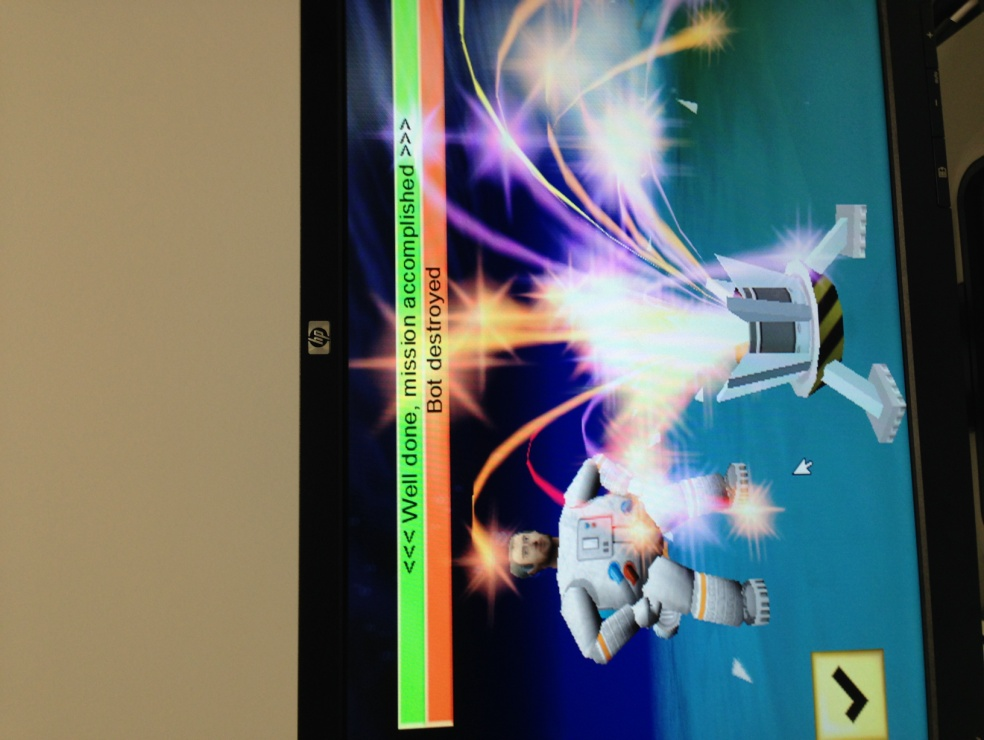 <<< Well done, mission accomplished >>>
Bot destroyed
hp